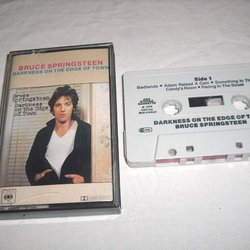 BRUCE SPRINGSTEEN
DARKNESS ON THE EDGE OF TOWN
Bruce
Springsteen
Darkness
on the Edge
of Town
CBS
Side 1
Badlands • Adam Raised A Cain • Something In The
Candy's Room • Racing In The Street
DARKNESS ON THE EDGE OF TOWN
BRUCE SPRINGSTEEN